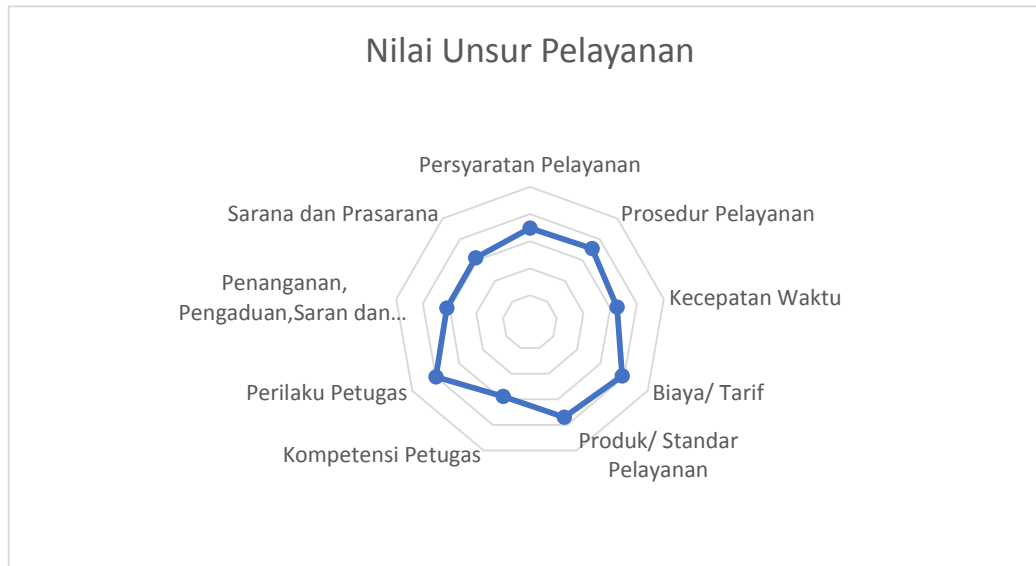 Nilai Unsur Pelayanan
Persyaratan Pelayanan
Prosedur Pelayanan
Kecepatan Waktu
Biaya/ Tarif
Produk/ Standar
Pelayanan
Kompetensi Petugas
Perilaku Petugas
Penanganan,
Pengaduan,Saran dan…
Sarana dan Prasarana